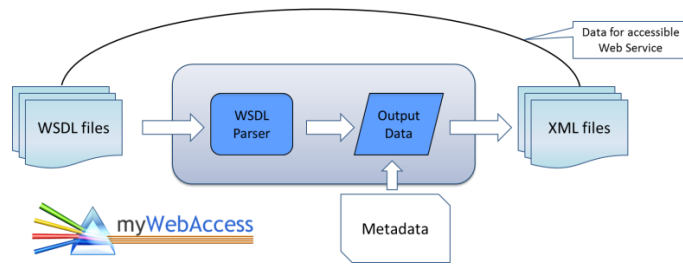 Data for accessible
Web Service
WSDL files
WSDL
Parser
Output
Data
XML files
Metadata
myWebAccess